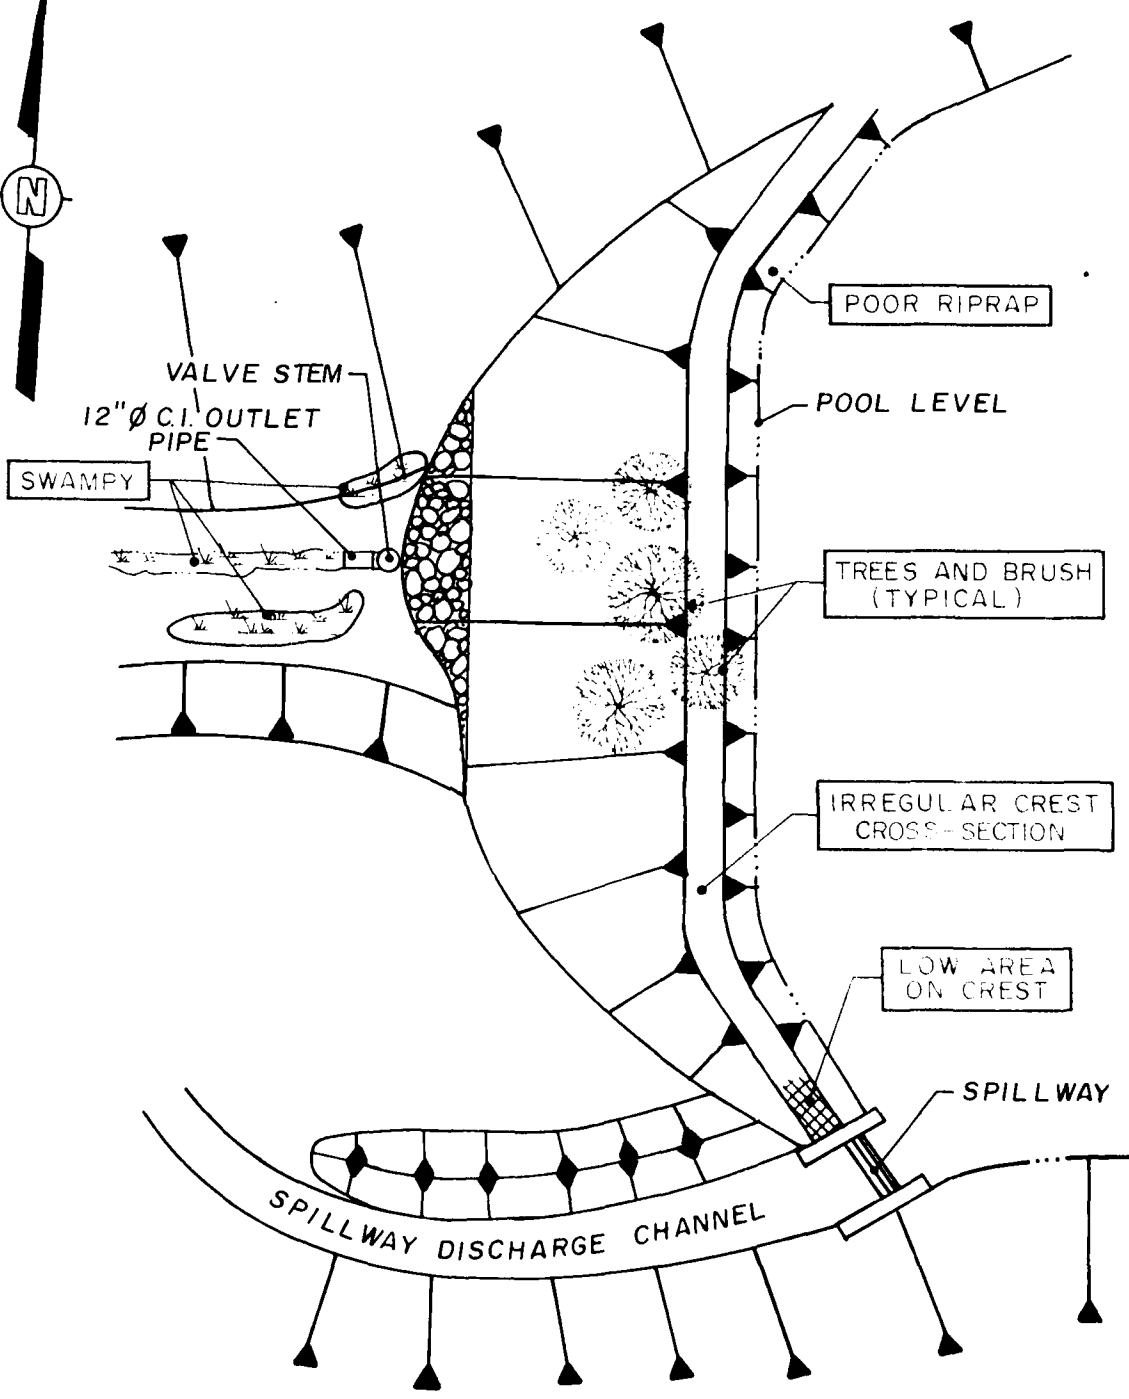 N
POOR RIPRAP
VALVE STEM
POOL LEVEL
12"Ø C.I. OUTLET
PIPE
SWAMPY
TREES AND BRUSH
(TYPICAL)
IRREGULAR CREST
CROSS-SECTION
LOW AREA
ON CREST
SPILLWAY
SPILLWAY DISCHARGE CHANNEL